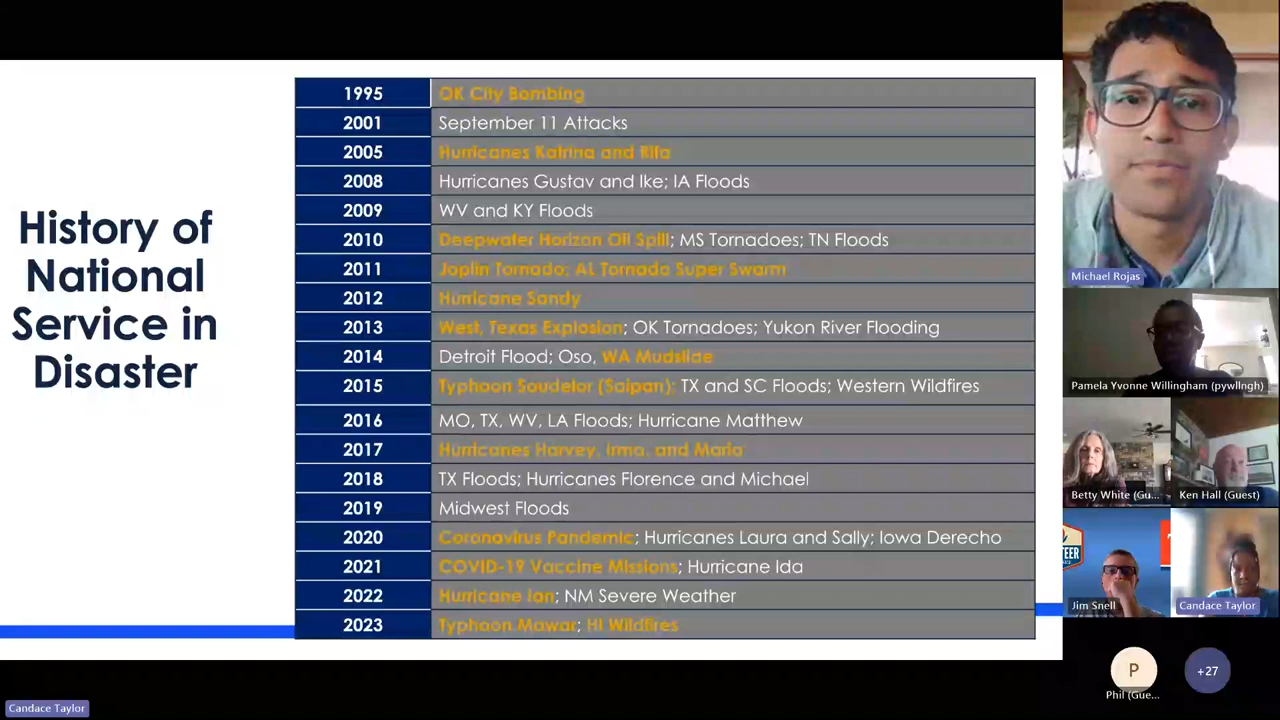 History of
National
Service in
Disaster
1995 OK City Bombing
2001 September 11 Attacks
2005 Hurricanes Katrina and Rita
2008 Hurricanes Gustav and Ike; IA Floods
2009 WV and KY Floods
2010 Deepwater Horizon Oil Spill; MS Tornadoes; TN Floods
2011 Joplin Tornado; AL Tornado Super Swarm
2012 Hurricane Sandy
2013 West, Texas Explosion; OK Tornadoes; Yukon River Flooding
2014 Detroit Flood; Oso, WA Mudslide
2015 Typhoon Soudelor (Saipan); TX and SC Floods; Western Wildfires
2016 MO, TX, WV, LA Floods; Hurricane Matthew
2017 Hurricanes Harvey, Irma, and Maria
2018 TX Floods; Hurricanes Florence and Michael
2019 Midwest Floods
2020 Coronavirus Pandemic; Hurricanes Laura and Sally; Iowa Derecho
2021 COVID-19 Vaccine Missions; Hurricane Ida
2022 Hurricane Ian; NM Severe Weather
2023 Typhoon Mawar; HI Wildfires
Michael Rojas
Pamela Yvonne Willingham (pywllngh)
Betty White (Gu...
Ken Hall (Guest)
Jim Snell
Candace Taylor
P
+27
Phil (Gue...
Candace Taylor